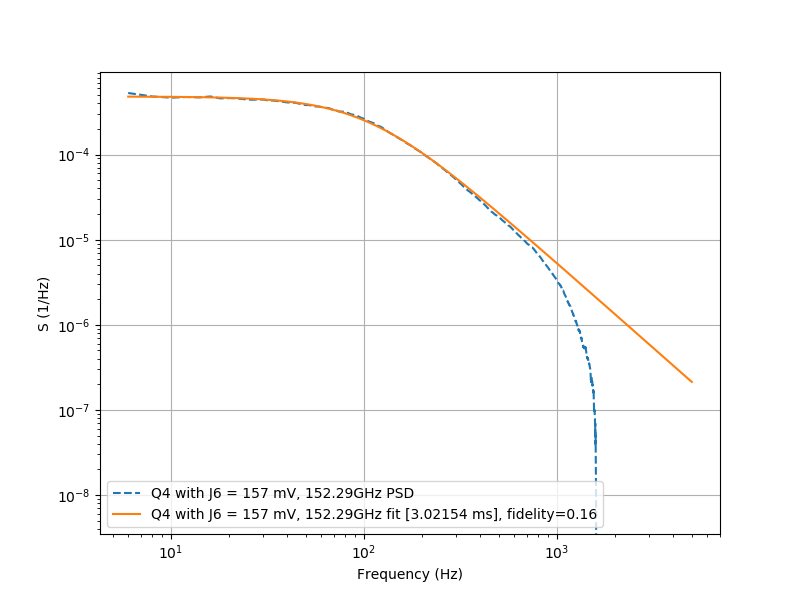 S (1/Hz)
10⁻⁴
10⁻⁵
10⁻⁶
10⁻⁷
10⁻⁸
Q4 with J6 = 157 mV, 152.29GHz PSD
Q4 with J6 = 157 mV, 152.29GHz fit [3.02154 ms], fidelity=0.16
10¹ 10² 10³
Frequency (Hz)